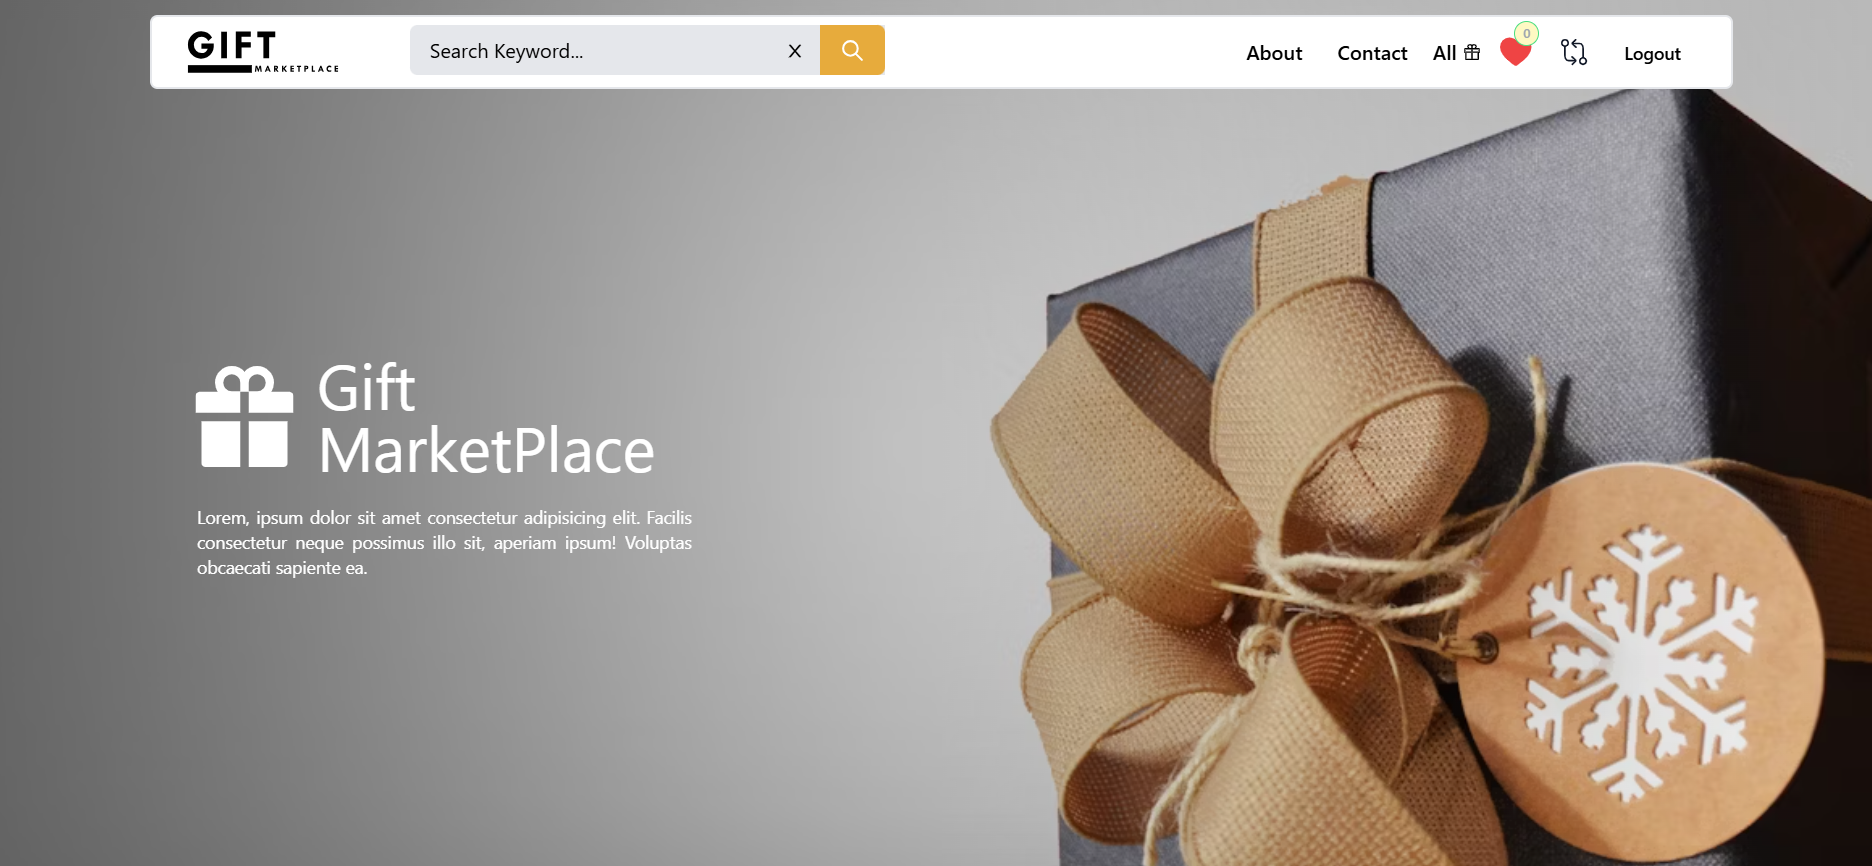 GIFT
MARKETPLACE
Search Keyword...
About
Contact
All
0
Logout
Gift
MarketPlace
Lorem, ipsum dolor sit amet consectetur adipisicing elit. Facilis
consectetur neque possimus illo sit, aperiam ipsum! Voluptas
obcaecati sapiente ea.